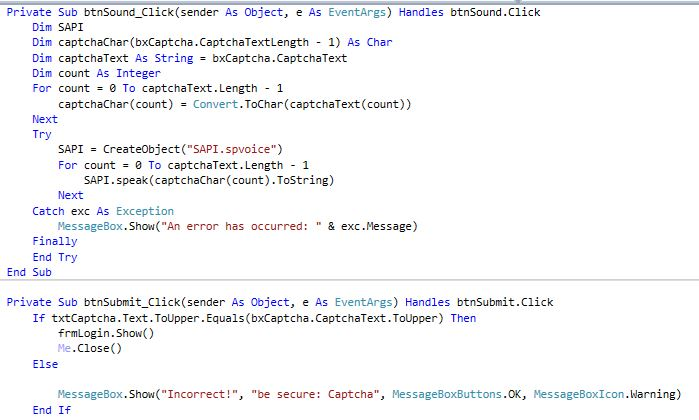 Private Sub btnSound_Click(sender As Object, e As EventArgs) Handles btnSound.Click
    Dim SAPI
    Dim captchaChar(bxCaptcha.CaptchaTextLength - 1) As Char
    Dim captchaText As String = bxCaptcha.CaptchaText
    Dim count As Integer
    For count = 0 To captchaText.Length - 1
        captchaChar(count) = Convert.ToChar(captchaText(count))
    Next
    Try
        SAPI = CreateObject("SAPI.spvoice")
        For count = 0 To captchaText.Length - 1
            SAPI.speak(captchaChar(count).ToString)
        Next
    Catch exc As Exception
        MessageBox.Show("An error has occurred: " & exc.Message)
    Finally
    End Try
End Sub
Private Sub btnSubmit_Click(sender As Object, e As EventArgs) Handles btnSubmit.Click
    If txtCaptcha.Text.ToUpper.Equals(bxCaptcha.CaptchaText.ToUpper) Then
        frmLogin.Show()
        Me.Close()
    Else
        MessageBox.Show("Incorrect!", "be secure: Captcha", MessageBoxButtons.OK, MessageBoxIcon.Warning)
    End If